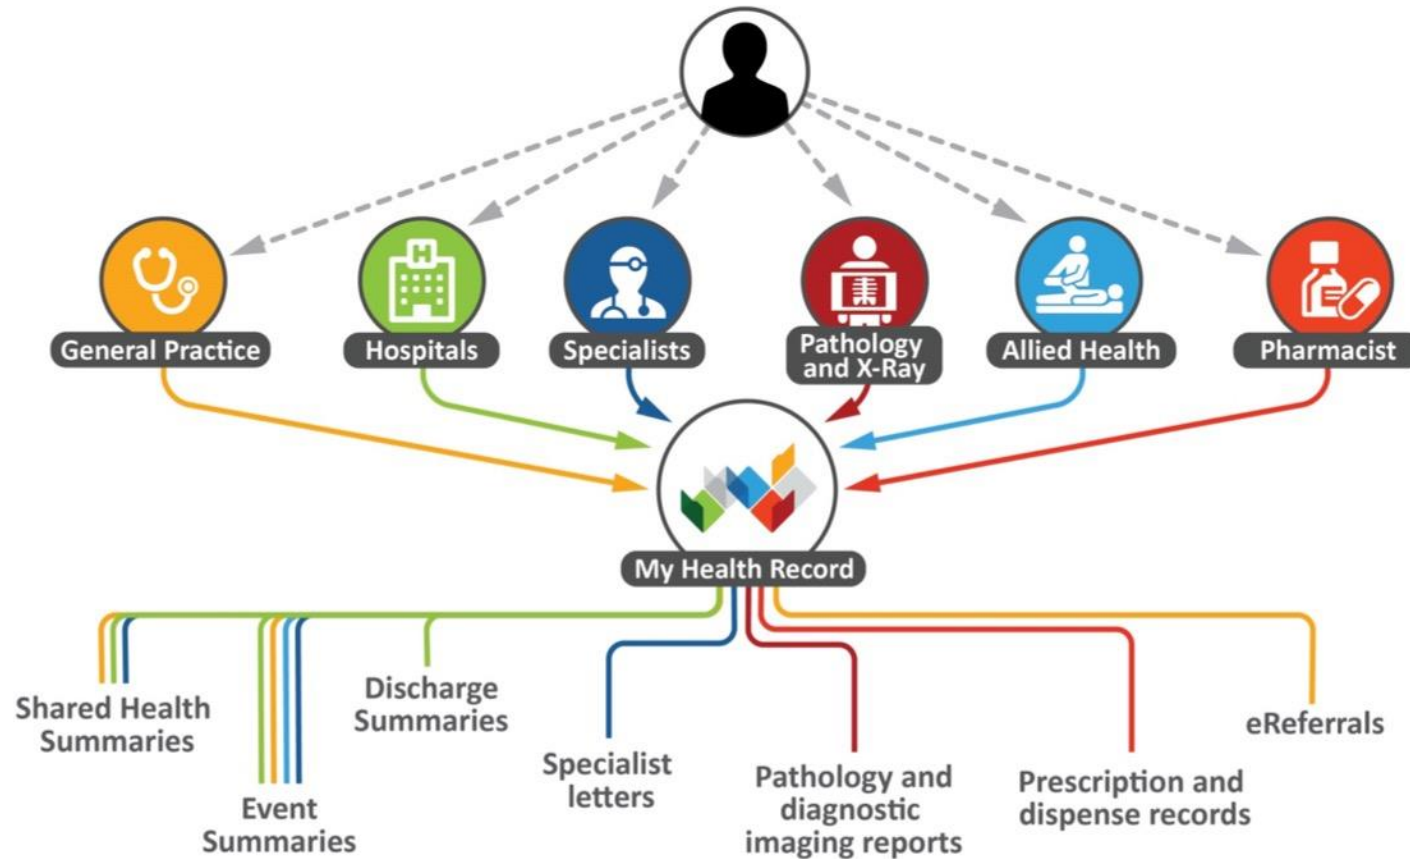 General Practice
Hospitals
Specialists
Pathology
and X-Ray
Allied Health
Pharmacist
My Health Record
Shared Health
Summaries
Event
Summaries
Discharge
Summaries
Specialist
letters
Pathology and
diagnostic
imaging reports
Prescription and
dispense records
eReferrals